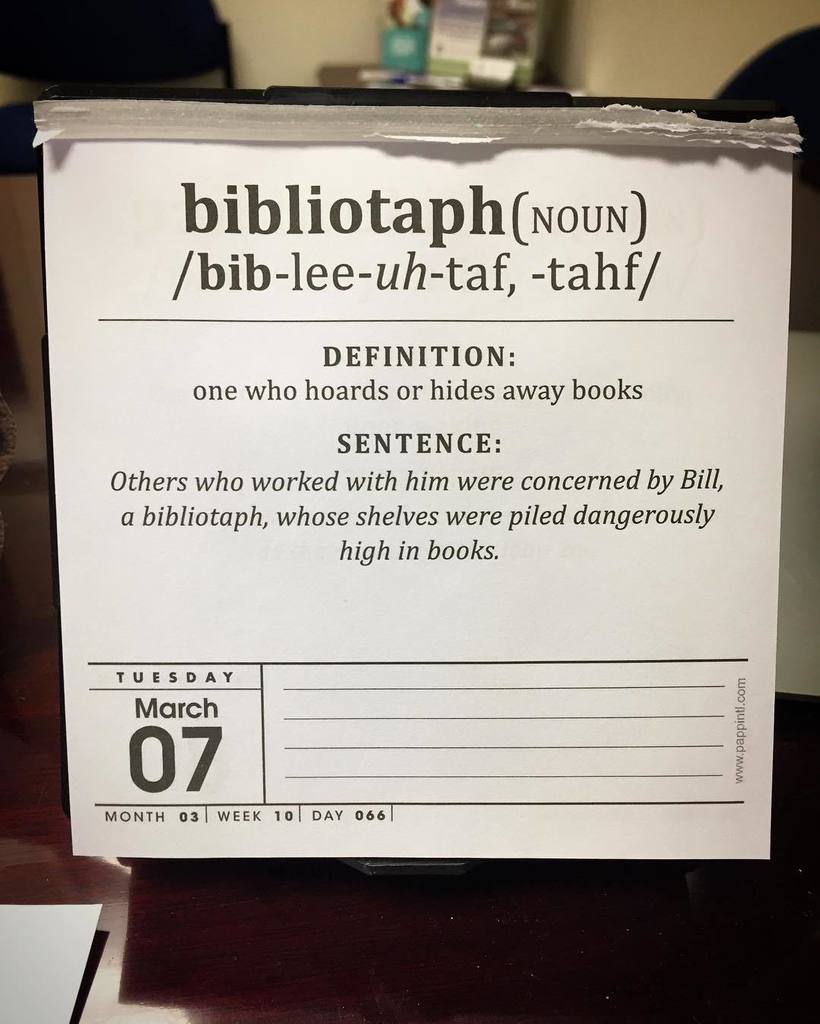 bibliotaph(NOUN)
/bib-lee-uh-taf, -tahf/
DEFINITION:
one who hoards or hides away books
SENTENCE:
Others who worked with him were concerned by Bill,
a bibliotaph, whose shelves were piled dangerously
high in books.
TUESDAY
March
07
www.pappintl.com
MONTH 03| WEEK 10| DAY 066|